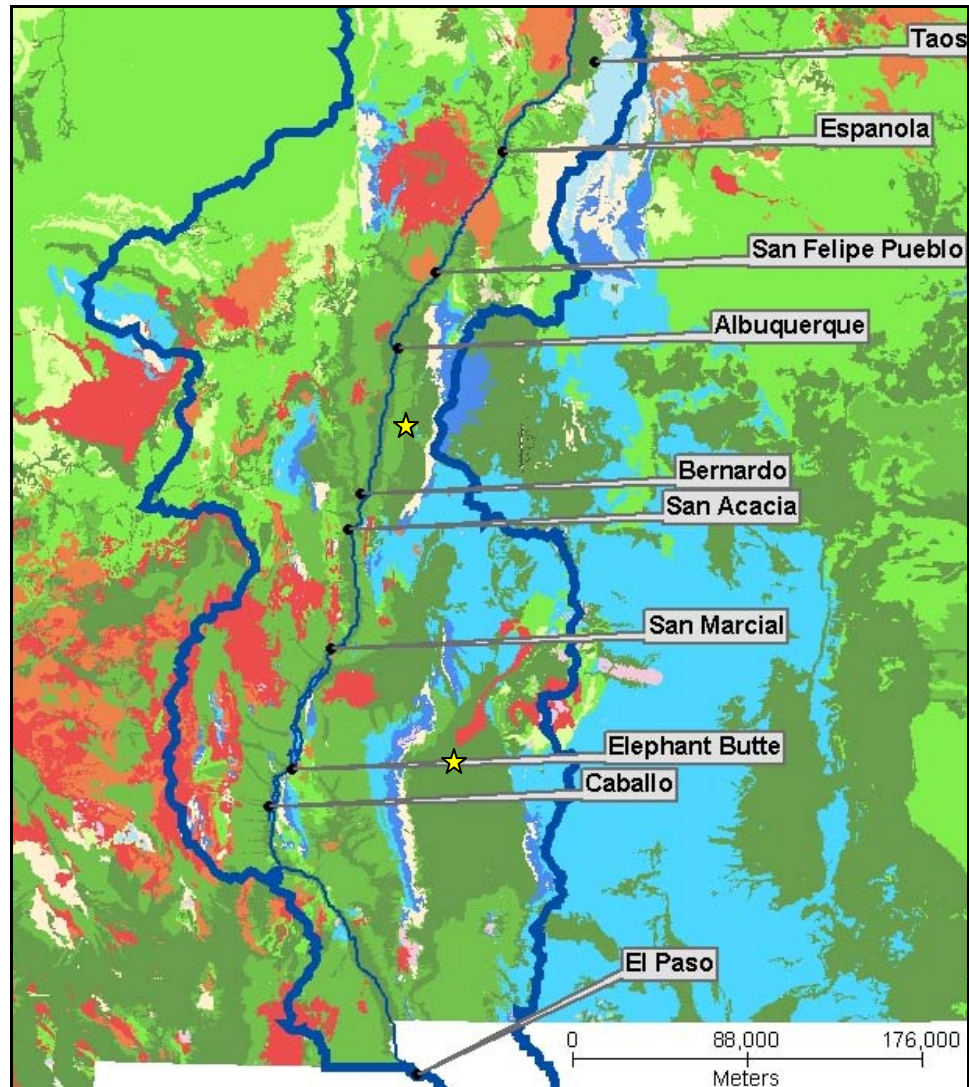 Taos
Espanola
San Felipe Pueblo
Albuquerque
Bernardo
San Acacia
San Marcial
Elephant Butte
Caballo
El Paso
0 88,000 176,000
Meters